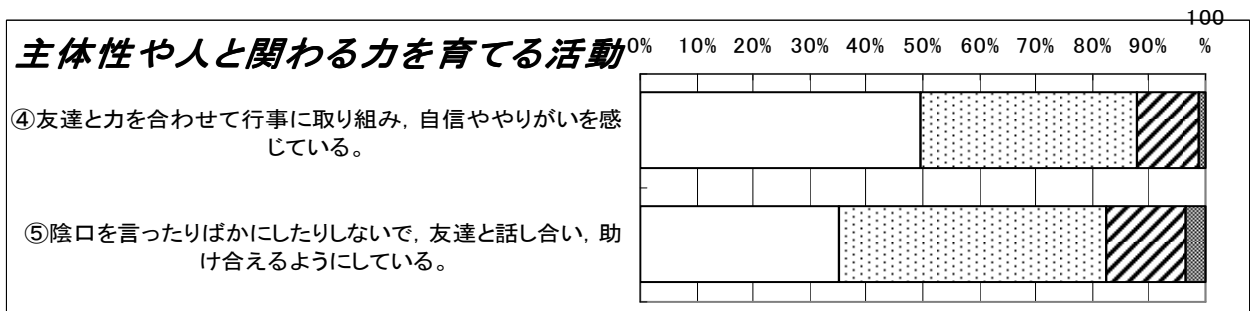 主体性や人と関わる力を育てる活動
0% 10% 20% 30% 40% 50% 60% 70% 80% 90% 100
%
④友達と力を合わせて行事に取り組み，自信ややりがいを感
じている。
⑤陰口を言ったりばかにしたりしないで，友達と話し合い，助
け合えるようにしている。